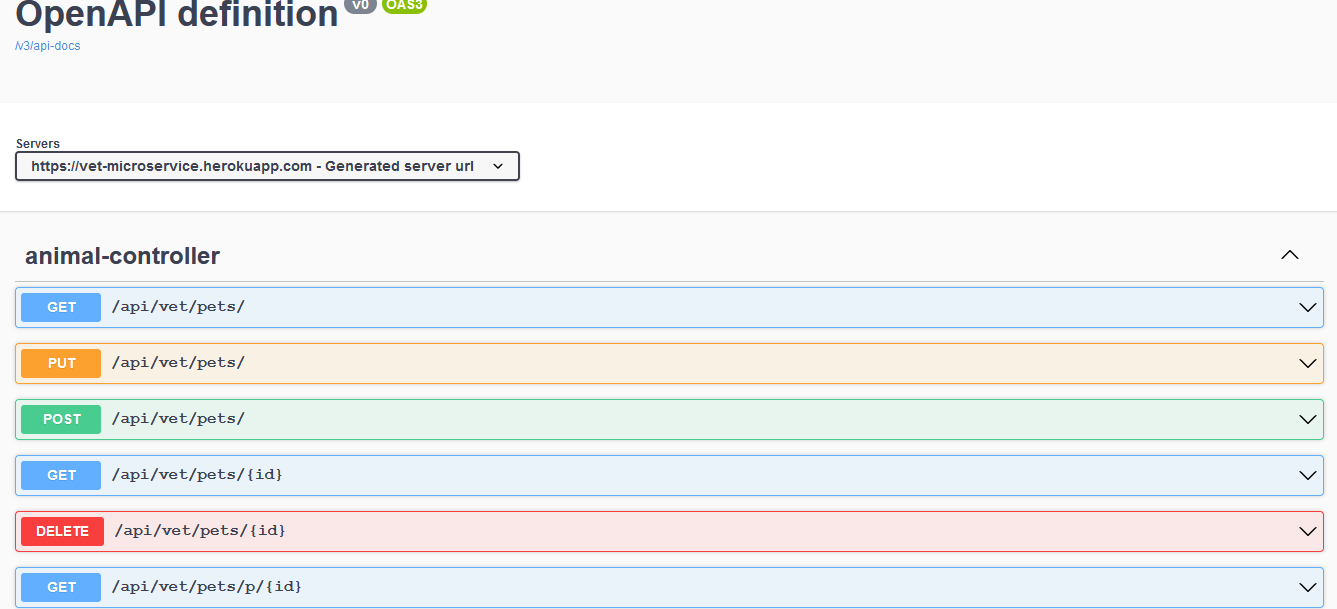 OpenAPI definition v0 OAS3
/v3/api-docs
Servers
https://vet-microservice.herokuapp.com - Generated server url
animal-controller
GET /api/vet/pets/
PUT /api/vet/pets/
POST /api/vet/pets/
GET /api/vet/pets/{id}
DELETE /api/vet/pets/{id}
GET /api/vet/pets/p/{id}